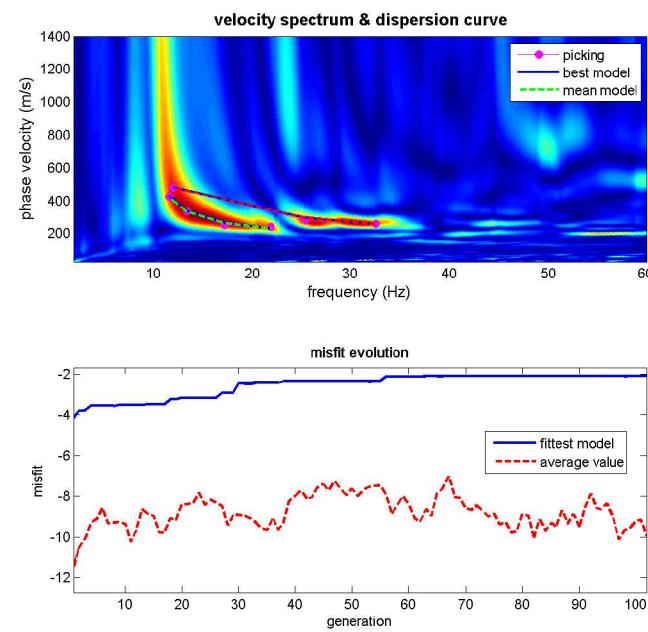 velocity spectrum & dispersion curve
1400
1200
1000
800
600
400
200
phase velocity (m/s)
picking
best model
mean model
10 20 30 40 50 60
frequency (Hz)
misfit evolution
-2
-4
-6
-8
-10
-12
misfit
fittest model
average value
10 20 30 40 50 60 70 80 90 100
generation